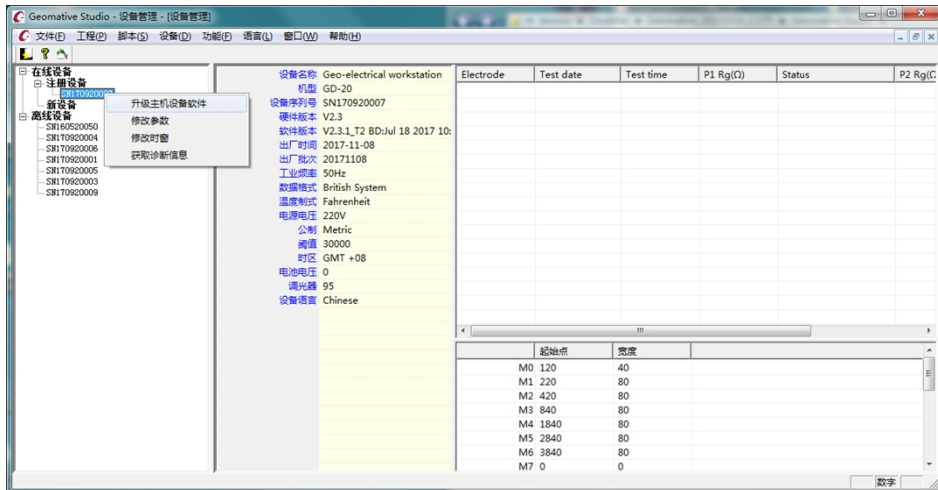 Geomative Studio - 设备管理 - [设备管理]
文件(F) 工程(P) 脚本(S) 设备(D) 功能(F) 语言(L) 窗口(W) 帮助(H)
在线设备
注册设备
新设备
离线设备
SN160520050
SN170920004
SN170920006
SN170920001
SN170920005
SN170920003
SN170920009
升级主机设备软件
修改参数
修改时窗
获取诊断信息
设备名称 Geo-electrical workstation
机型 GD-20
设备序列号 SN170920007
硬件版本 V2.3
软件版本 V2.3.1_T2 BD:Jul 18 2017 10:
出厂时间 2017-11-08
出厂批次 20171108
工业频率 50Hz
数据格式 British System
温度制式 Fahrenheit
电源电压 220V
公制 Metric
阈值 30000
时区 GMT +08
电池电压 0
调光器 95
设备语言 Chinese
Electrode Test date Test time P1 Rg(Ω) Status P2 Rg(Ω
起始点 宽度
M0 120 40
M1 220 80
M2 420 80
M3 840 80
M4 1840 80
M5 2840 80
M6 3840 80
M7 0 0
数字